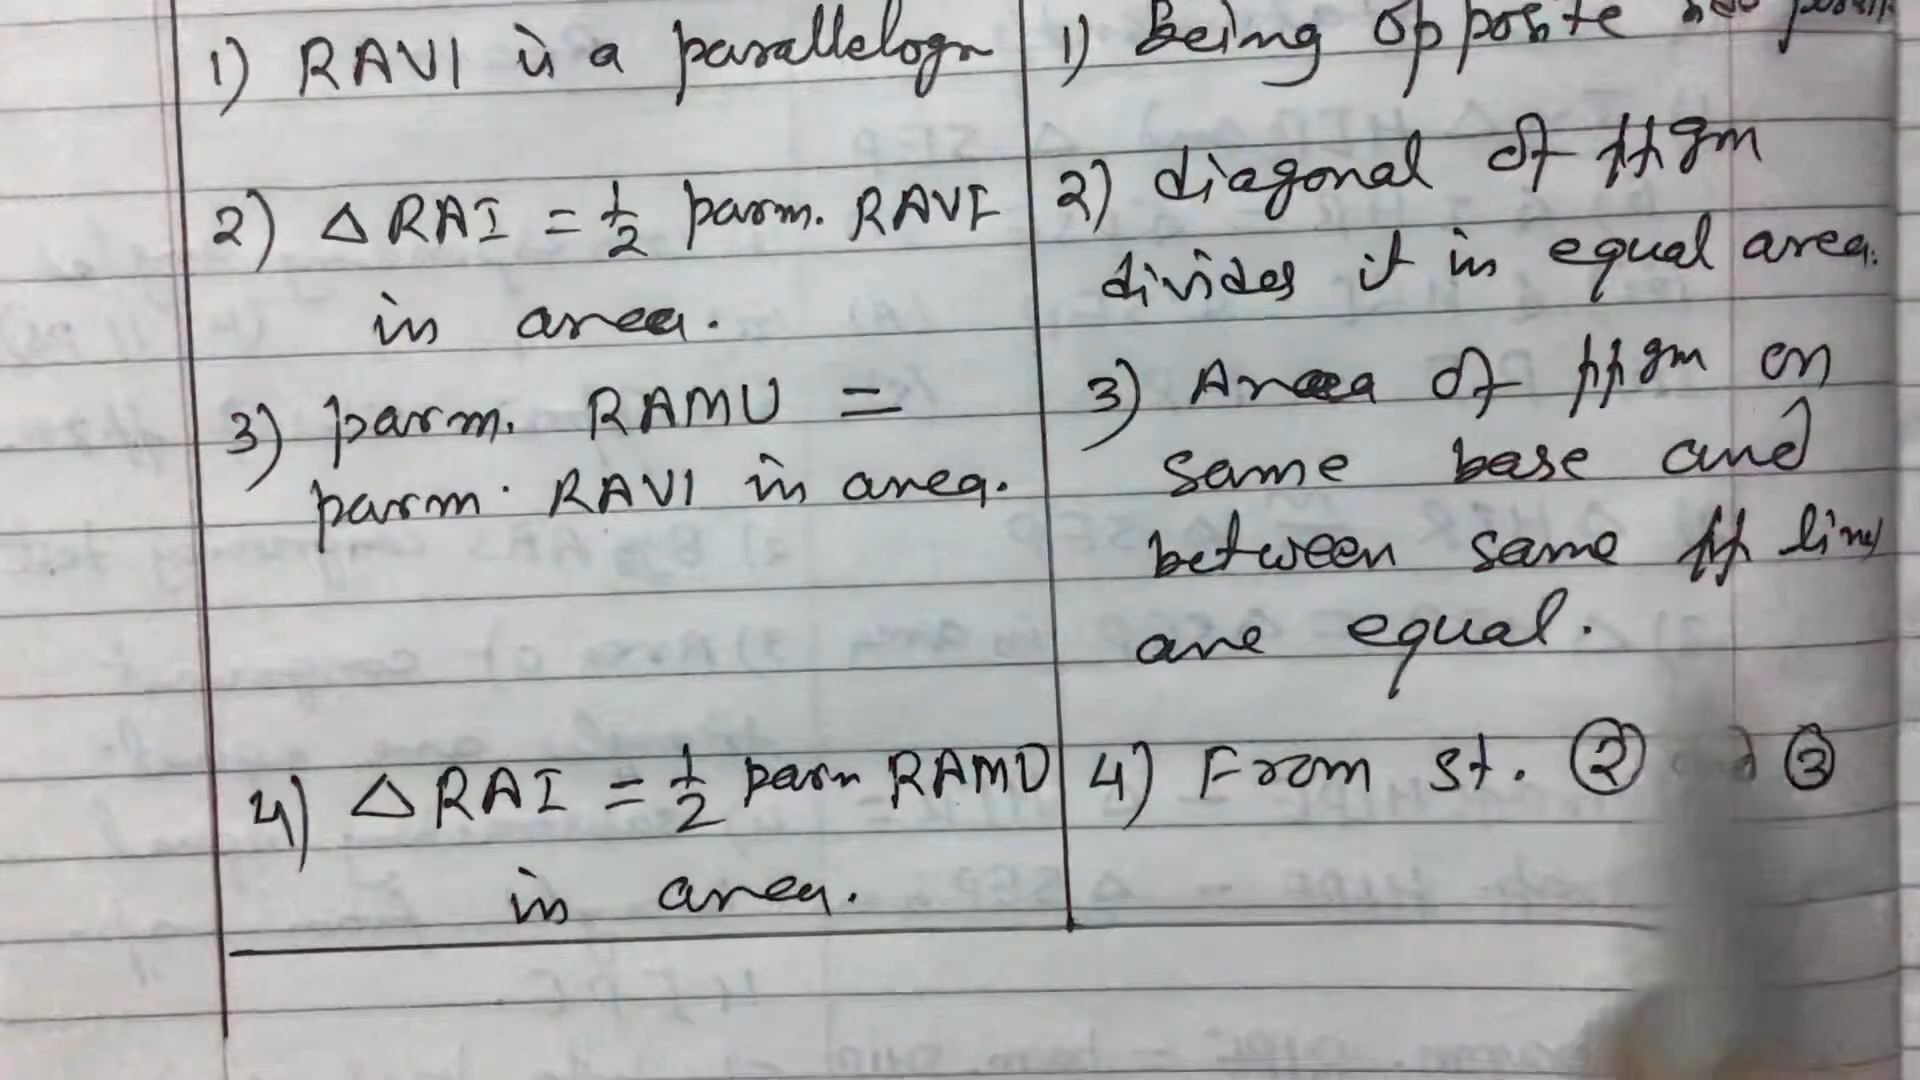 1) RAVI is a parallelogm
1) Being opposite
2) △ RAI = 1/2 parm. RAVI
in area.
2) diagonal of //gm
divides it in equal area.
3) parm. RAMU =
parm. RAVI in area.
3) Area of //gm on
same base and
between same // lines
are equal.
4) △ RAI = 1/2 parm RAMU
in area.
4) From st. ② ③